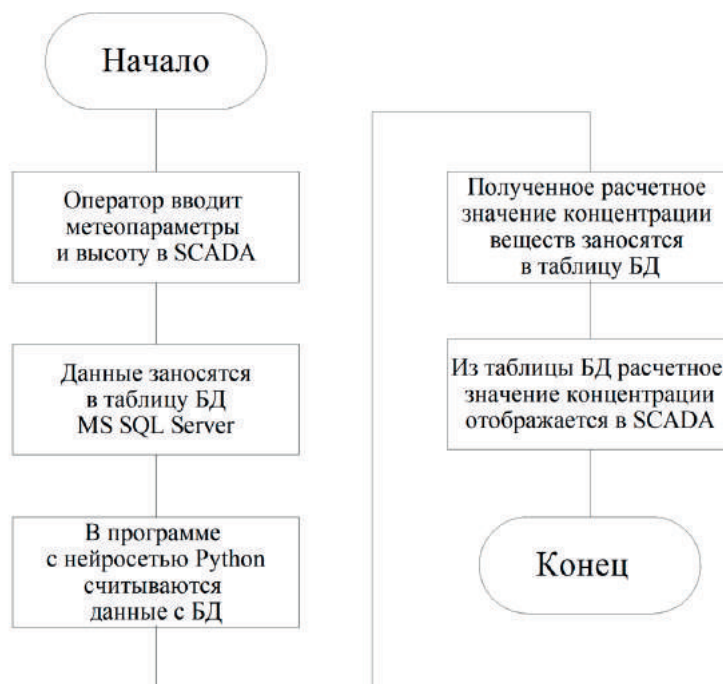 Начало
Оператор вводит
метеопараметры
и высоту в SCADA
Данные заносятся
в таблицу БД
MS SQL Server
В программе
с нейросетью Python
считываются
данные с БД
Полученное расчетное
значение концентрации
веществ заносятся
в таблицу БД
Из таблицы БД расчетное
значение концентрации
отображается в SCADA
Конец